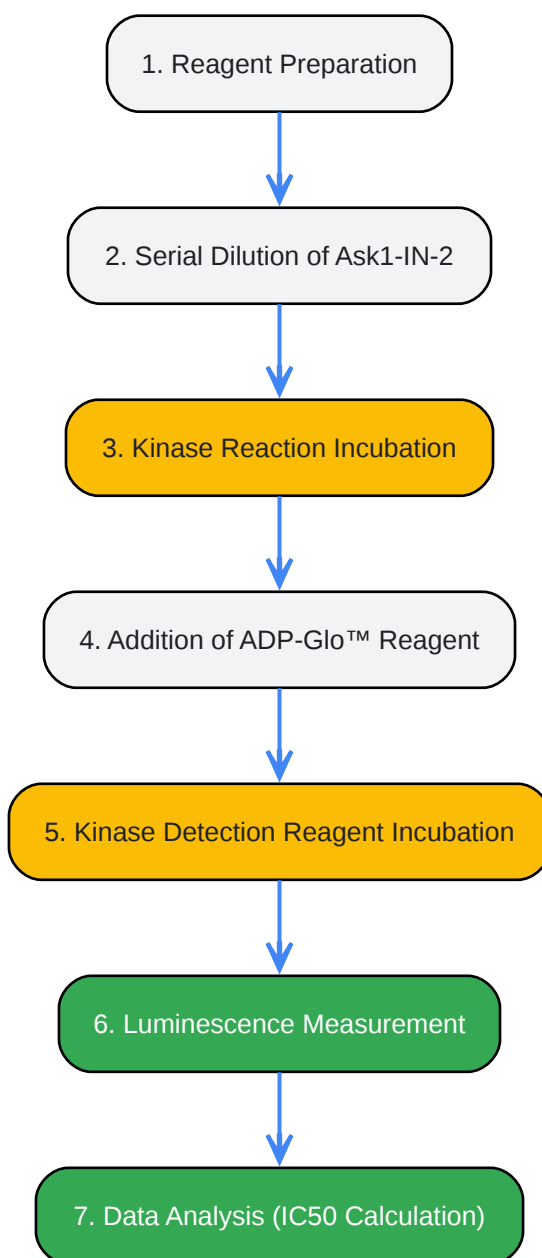 1. Reagent Preparation
2. Serial Dilution of Ask1-IN-2
3. Kinase Reaction Incubation
4. Addition of ADP-Glo™ Reagent
5. Kinase Detection Reagent Incubation
6. Luminescence Measurement
7. Data Analysis (IC50 Calculation)